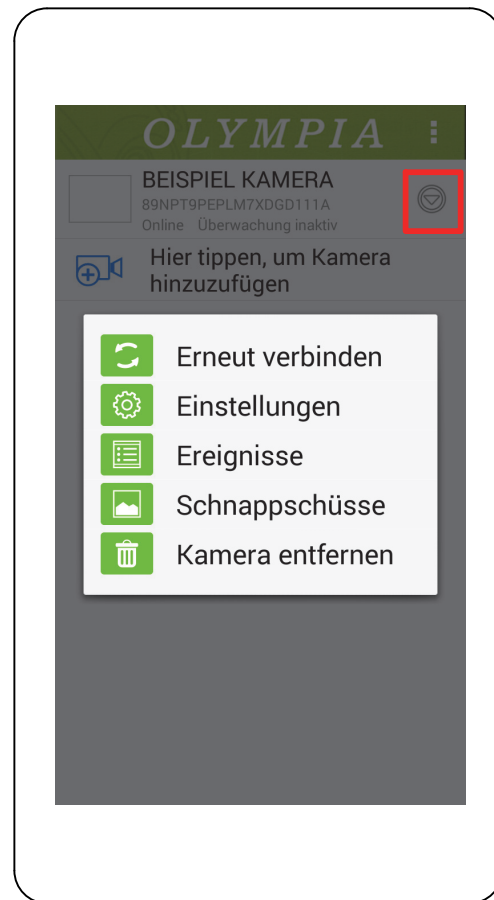 OLYMPIA
BEISPIEL KAMERA
89NPT9PEPLM7XDGD111A
Online Überwachung inaktiv
Hier tippen, um Kamera
hinzuzufügen
Erneut verbinden
Einstellungen
Ereignisse
Schnappschüsse
Kamera entfernen